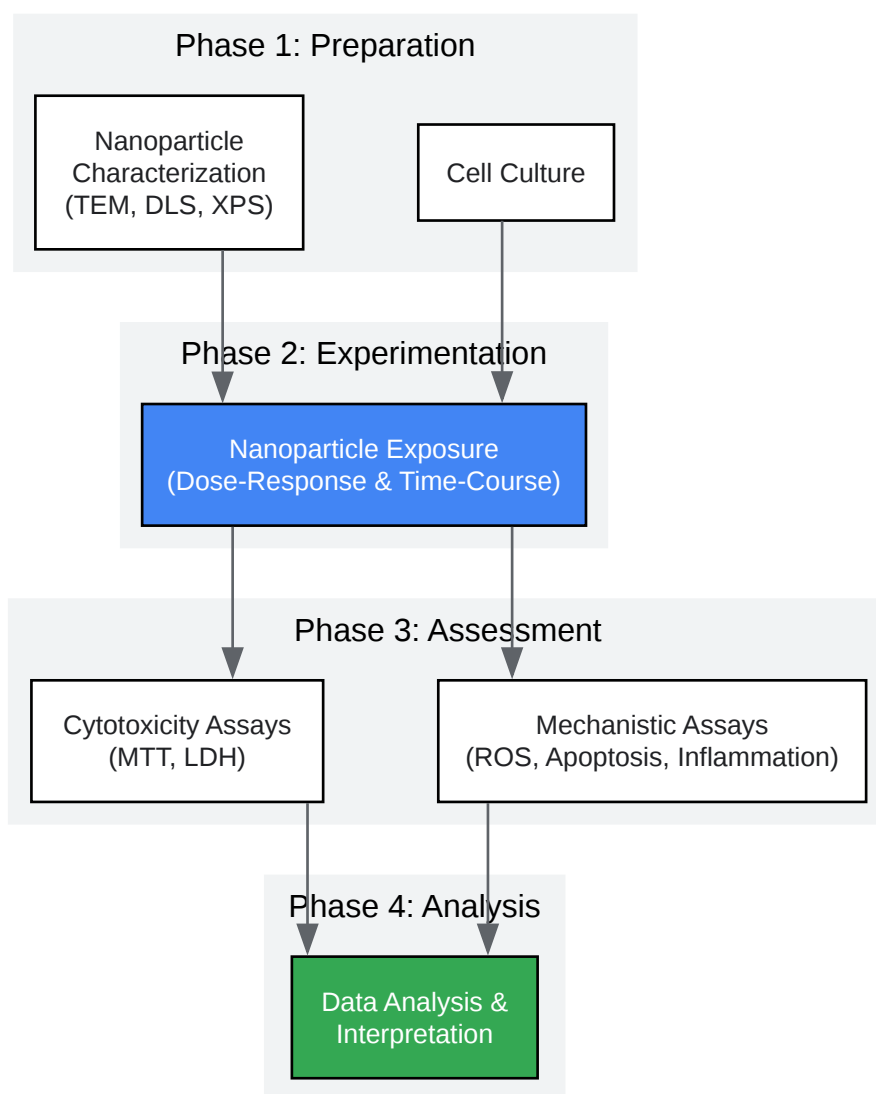 Phase 1: Preparation
Nanoparticle
Characterization
(TEM, DLS, XPS)
Cell Culture
Phase 2: Experimentation
Nanoparticle Exposure
(Dose-Response & Time-Course)
Phase 3: Assessment
Cytotoxicity Assays
(MTT, LDH)
Mechanistic Assays
(ROS, Apoptosis, Inflammation)
Phase 4: Analysis
Data Analysis &
Interpretation